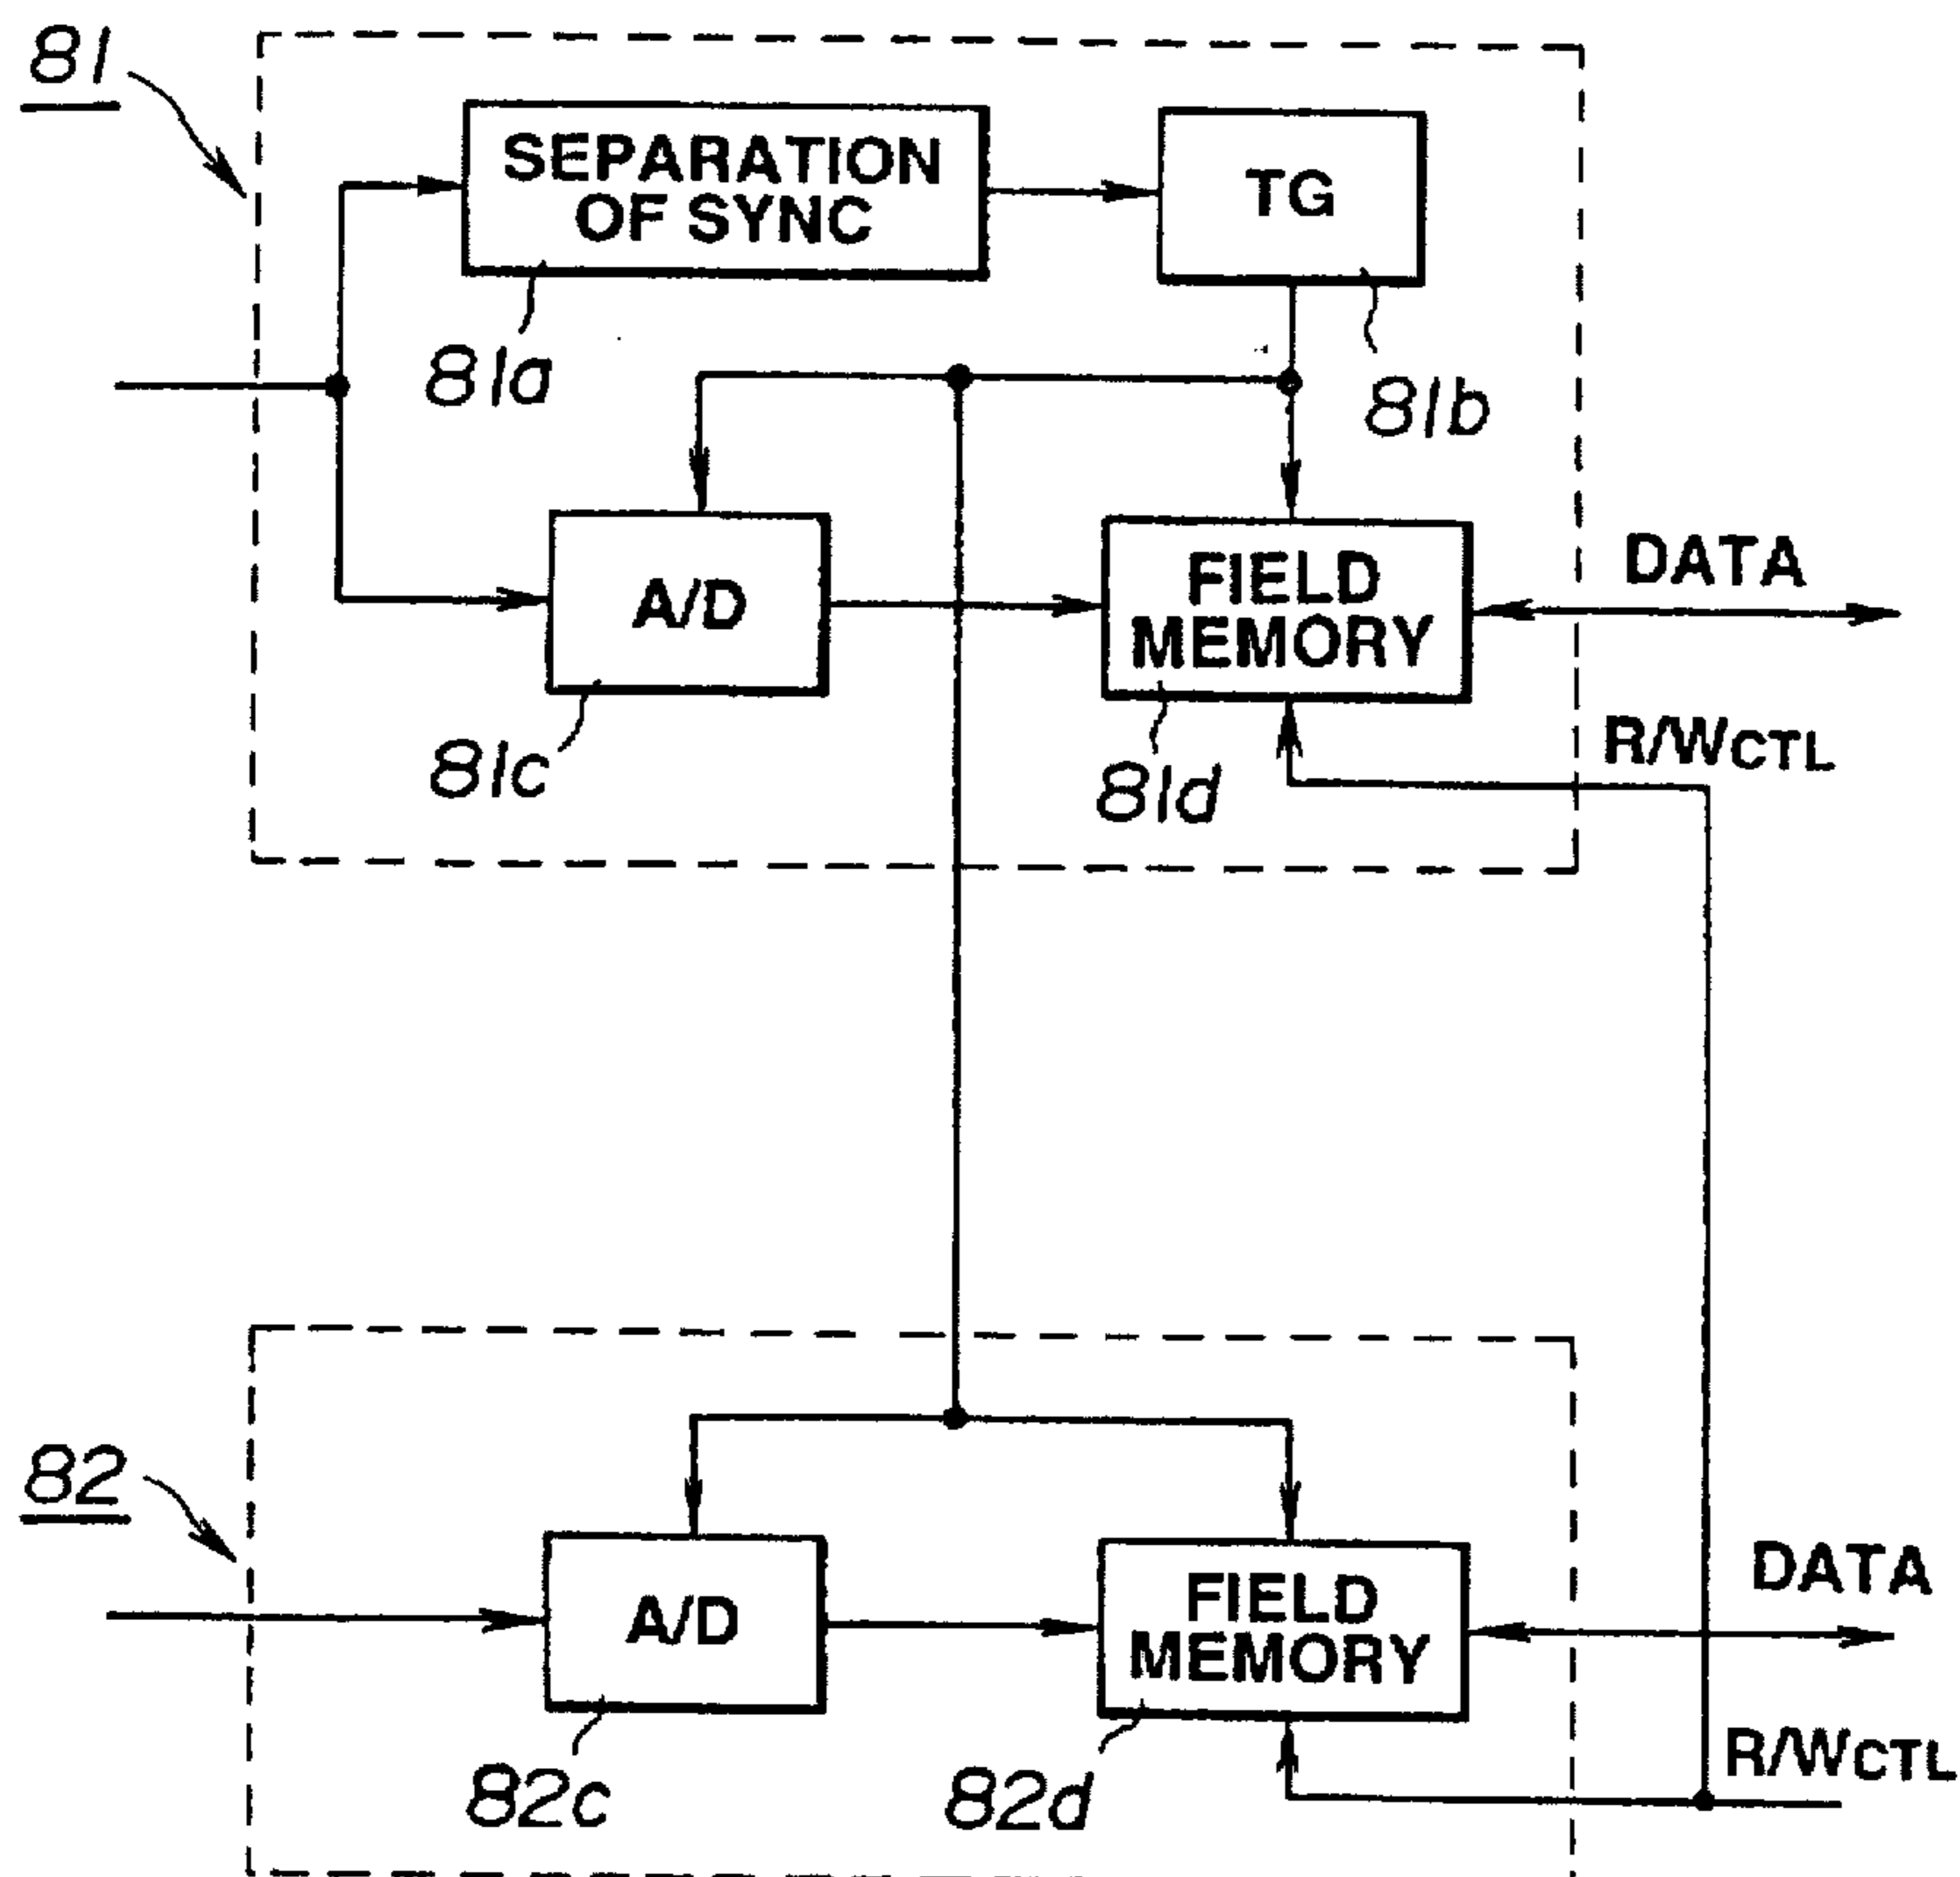 81
SEPARATION
OF SYNC
TG
81a
81b
A/D
FIELD
MEMORY
DATA
R/WCTL
81c
81d
82
A/D
FIELD
MEMORY
DATA
R/WCTL
82c
82d